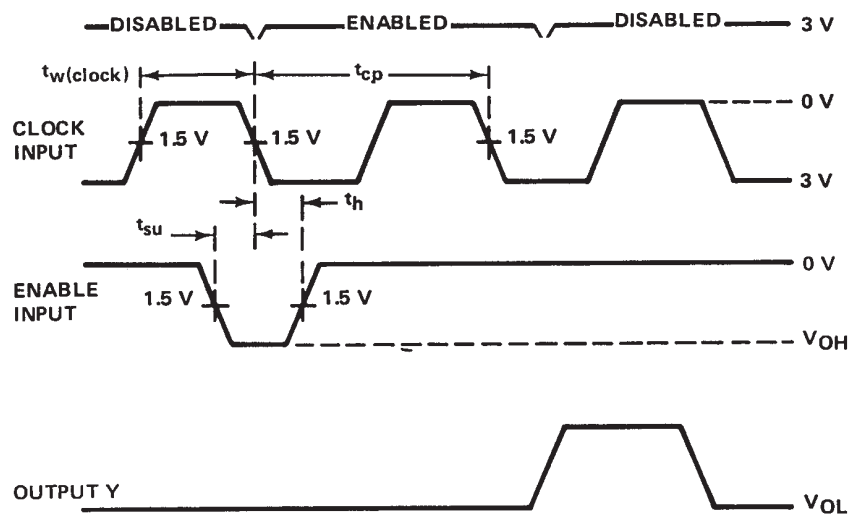 DISABLED ENABLED DISABLED 3 V
tw(clock) tcp
0 V
CLOCK INPUT
1.5 V 1.5 V 1.5 V
3 V
th
tsu
0 V
ENABLE INPUT
1.5 V 1.5 V
VOH
OUTPUT Y
VOL